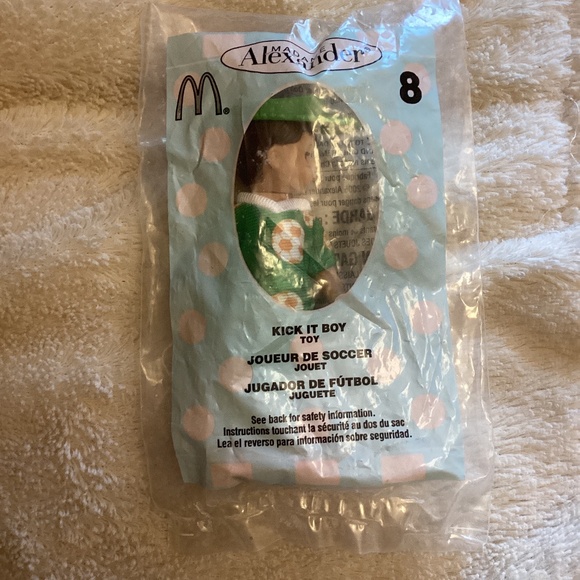 MADAME
Alexander
M®
8
GARDE :
KICK IT BOY
TOY
JOUEUR DE SOCCER
JOUET
JUGADOR DE FÚTBOL
JUGUETE
See back for safety information.
Instructions touchant la sécurité au dos du sac
Lea el reverso para información sobre seguridad.